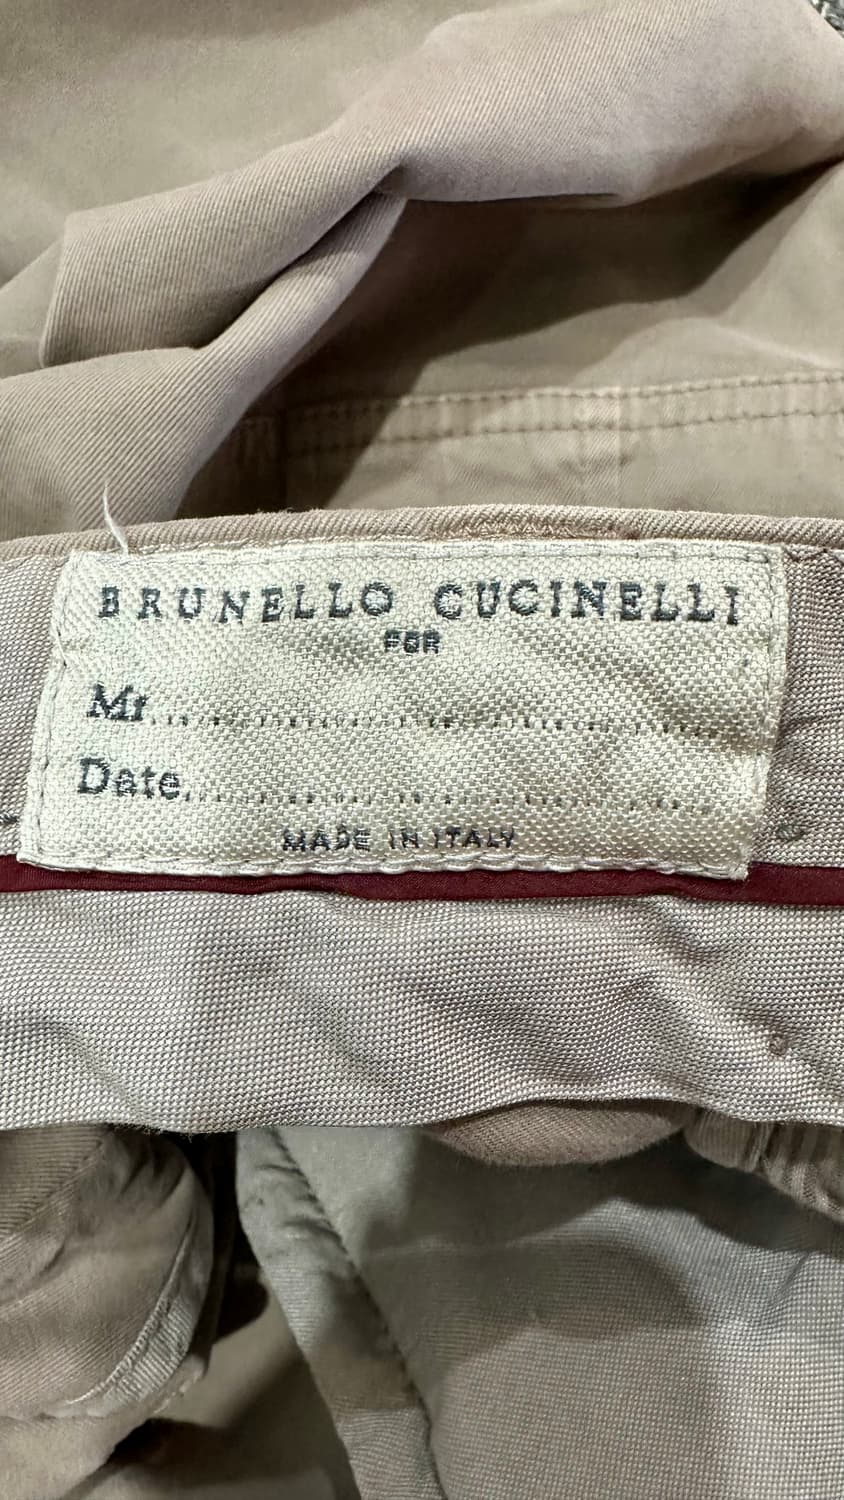 BRUNELLO CUCINELLI
FOR
Mr.............................................
Date.............................................
MADE IN ITALY